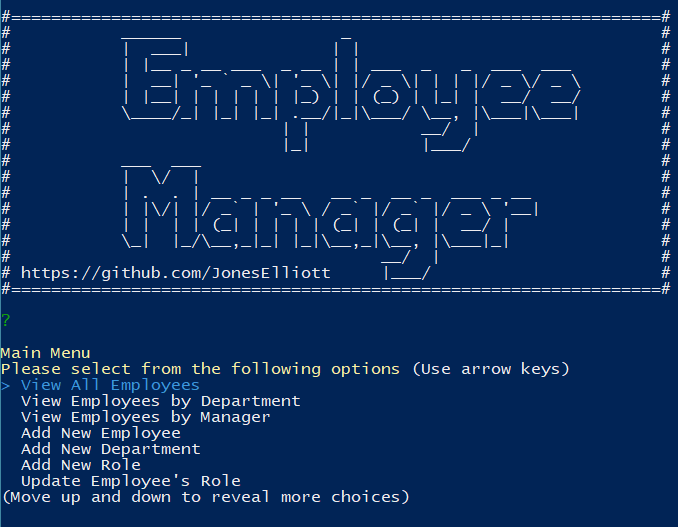 Employee
Manager
https://github.com/JonesElliott
?
Main Menu
Please select from the following options (Use arrow keys)
> View All Employees
View Employees by Department
View Employees by Manager
Add New Employee
Add New Department
Add New Role
Update Employee's Role
(Move up and down to reveal more choices)